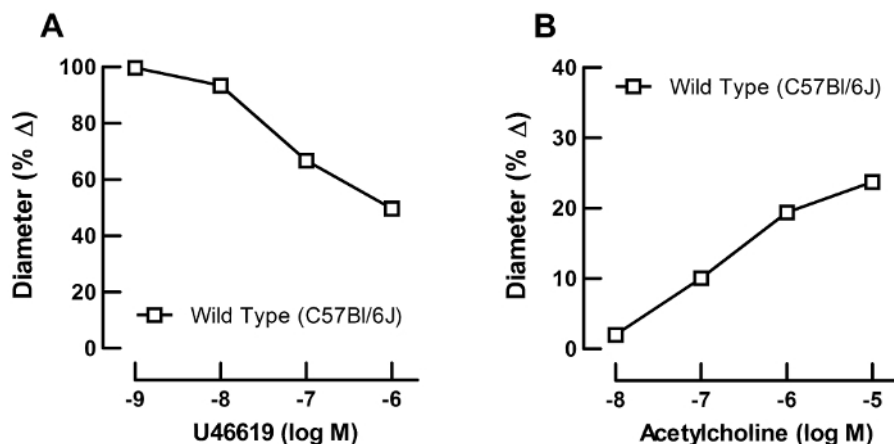 A
100
80
60
40
20
0
Diameter (% Δ)
Wild Type (C57Bl/6J)
-9 -8 -7 -6
U46619 (log M)
B
40
30
20
10
0
Diameter (% Δ)
Wild Type (C57Bl/6J)
-8 -7 -6 -5
Acetylcholine (log M)